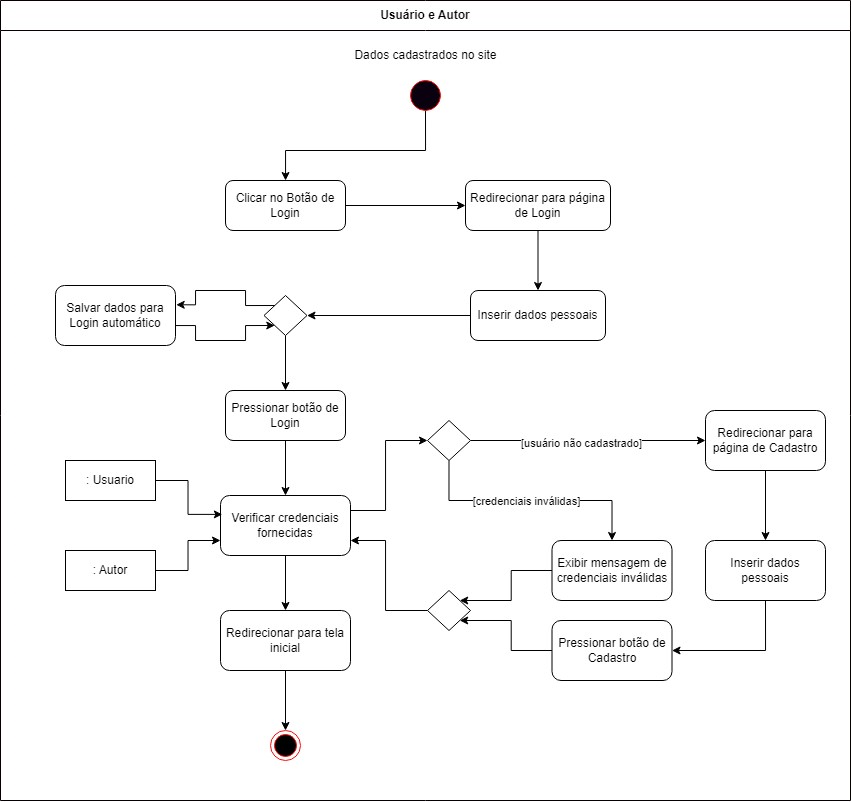 Usuário e Autor
Dados cadastrados no site
Clicar no Botão de
Login
Redirecionar para página
de Login
Salvar dados para
Login automático
Inserir dados pessoais
Pressionar botão de
Login
[usuário não cadastrado]
Redirecionar para
página de Cadastro
: Usuario
[credenciais inválidas]
Verificar credenciais
fornecidas
: Autor
Exibir mensagem de
credenciais inválidas
Inserir dados
pessoais
Redirecionar para tela
inicial
Pressionar botão de
Cadastro